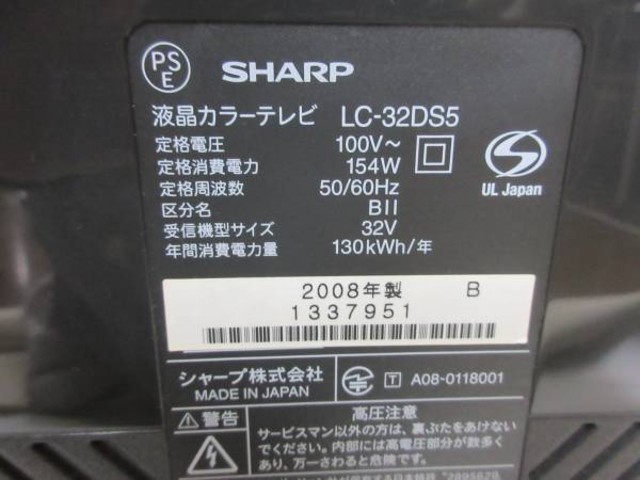 PS
E
SHARP
液晶カラーテレビ LC-32DS5
定格電圧 100V～
定格消費電力 154W
定格周波数 50/60Hz
区分名 BII
受信機型サイズ 32V
年間消費電力量 130kWh/年
UL Japan
2008年製 B
1337951
シャープ株式会社
MADE IN JAPAN
T A08-0118001
警告
高圧注意
サービスマン以外の方は、裏ぶたをあけない
でください。内部には高電圧部分が数多く
あり、万一さわると危険です。
*2895629,